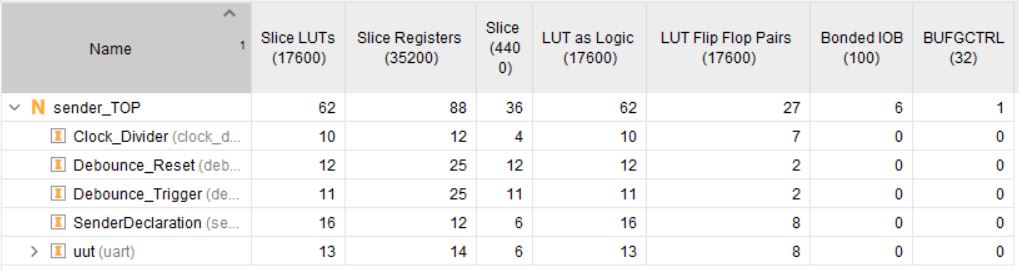 Name 1 Slice LUTs (17600) Slice Registers (35200) Slice (4400) LUT as Logic (17600) LUT Flip Flop Pairs (17600) Bonded IOB (100) BUFGCTRL (32)
N sender_TOP 62 88 36 62 27 6 1
I Clock_Divider (clock_d... 10 12 4 10 7 0 0
I Debounce_Reset (deb... 12 25 12 12 2 0 0
I Debounce_Trigger (de... 11 25 11 11 2 0 0
I SenderDeclaration (se... 16 12 6 16 8 0 0
I uut (uart) 13 14 6 13 8 0 0